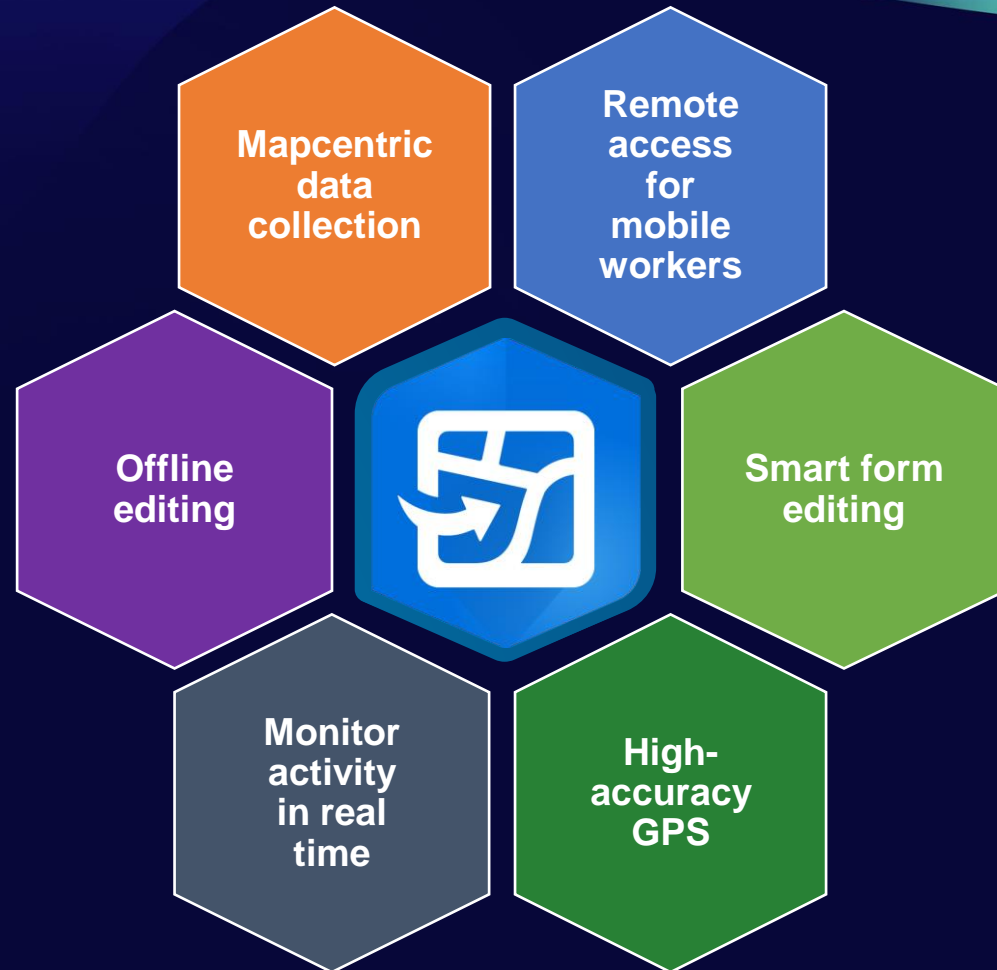 Mapcentric
data
collection
Remote
access
for
mobile
workers
Offline
editing
Smart form
editing
Monitor
activity
in real
time
High-
accuracy
GPS